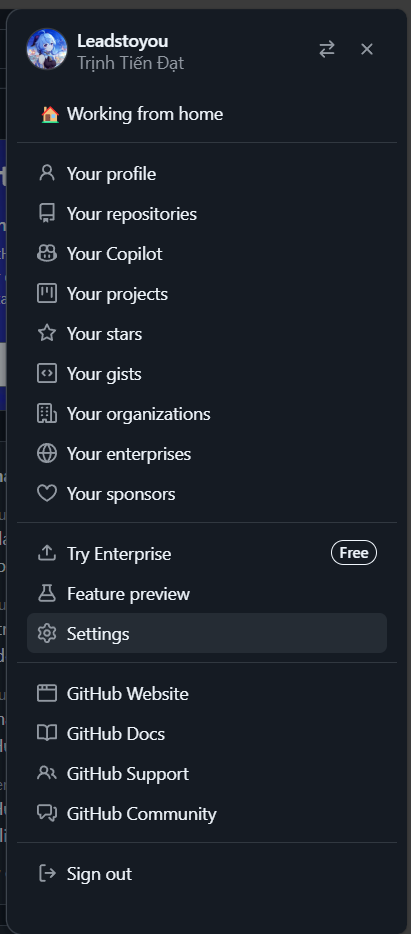 Leadstoyou
Trịnh Tiến Đạt
Working from home
Your profile
Your repositories
Your Copilot
Your projects
Your stars
Your gists
Your organizations
Your enterprises
Your sponsors
Try Enterprise Free
Feature preview
Settings
GitHub Website
GitHub Docs
GitHub Support
GitHub Community
Sign out